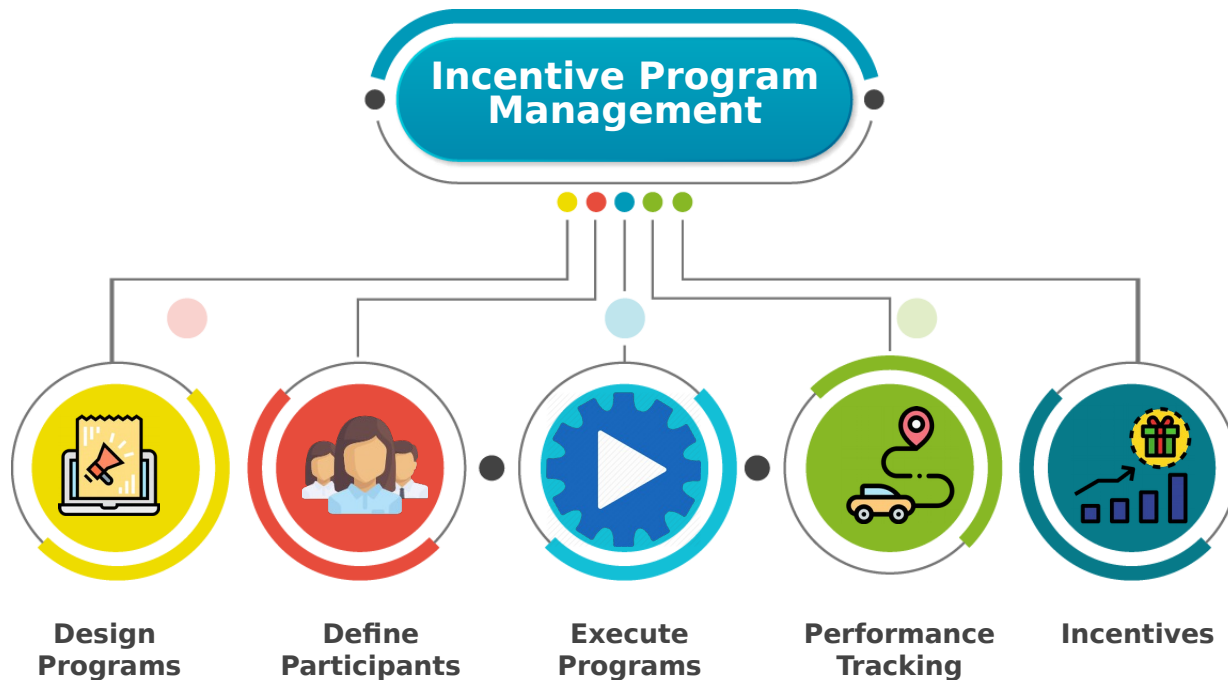 Incentive Program
Management
Design
Programs
Define
Participants
Execute
Programs
Performance
Tracking
Incentives